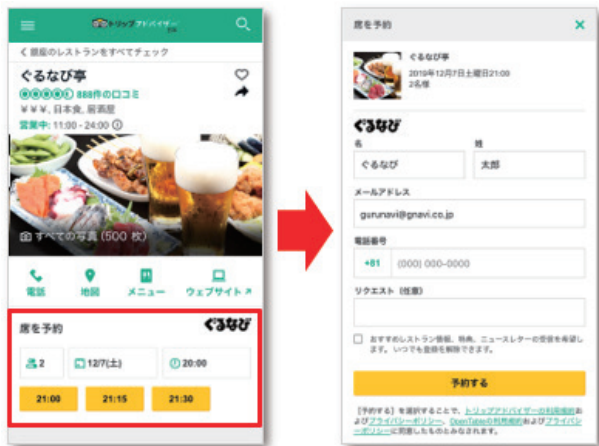 トリップアドバイザー
< 銀座のレストランをすべてチェック
ぐるなび亭
888件の口コミ
¥¥¥, 日本食, 居酒屋
営業中: 11:00 - 24:00
すべての写真 (500 枚)
電話
地図
メニュー
ウェブサイト
席を予約
ぐるなび
2
12/7(土)
20:00
21:00
21:15
21:30
席を予約
×
ぐるなび亭
2019年12月7日土曜日21:00
2名様
ぐるなび
名
姓
ぐるなび
太郎
メールアドレス
gurunavi@gnavi.co.jp
電話番号
+81
(000) 000-0000
リクエスト (任意)
おすすめレストラン情報、特典、ニュースレターの受信を希望し
ます。 いつでも登録を解除できます。
予約する
[予約する] を選択することで、トリップアドバイザーの利用規約お
よびプライバシーポリシー、OpenTableの利用規約およびプライバシ
ーポリシーに同意したものとみなされます。